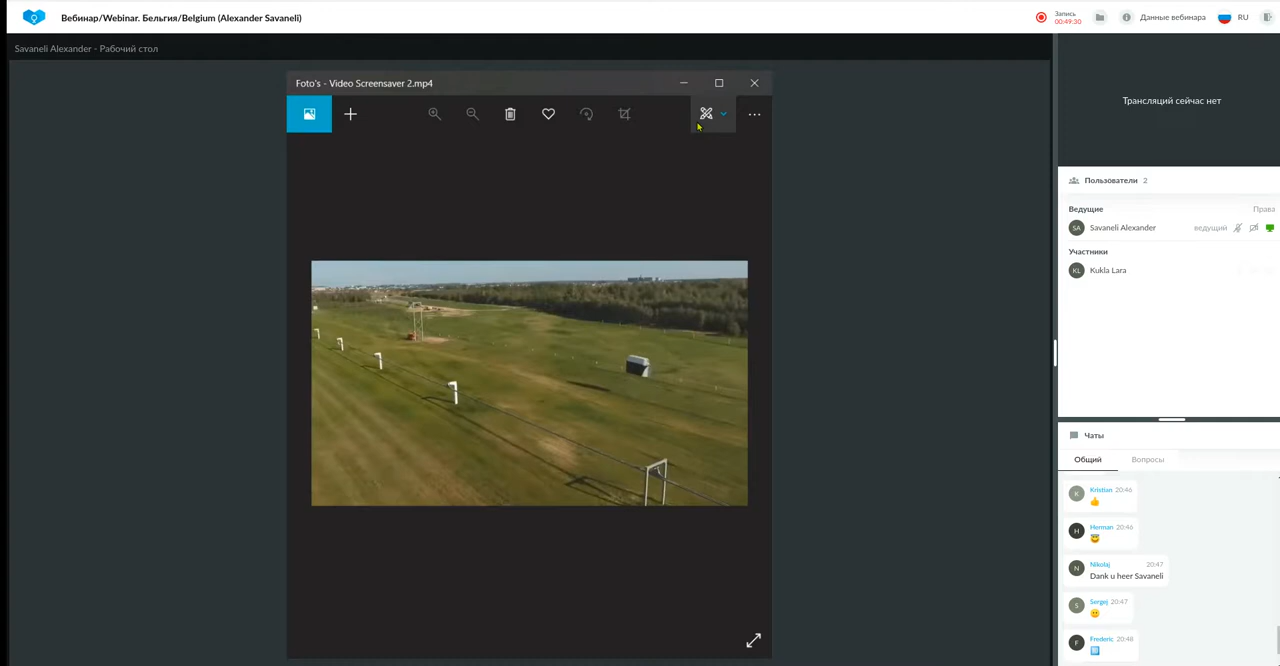 Вебинар/Webinar. Бельгия/Belgium (Alexander Savaneli)
Запись
00:49:30
Данные вебинара
RU
Savaneli Alexander - Рабочий стол
Foto's - Video Screensaver 2.mp4
Трансляций сейчас нет
Пользователи 2
Ведущие Права
SA Savaneli Alexander ведущий
Участники
KL Kukla Lara
Чаты
Общий Вопросы
K Kristian 20:46
H Herman 20:46
N Nikolaj 20:47
Dank u heer Savaneli
S Sergej 20:47
F Frederic 20:48